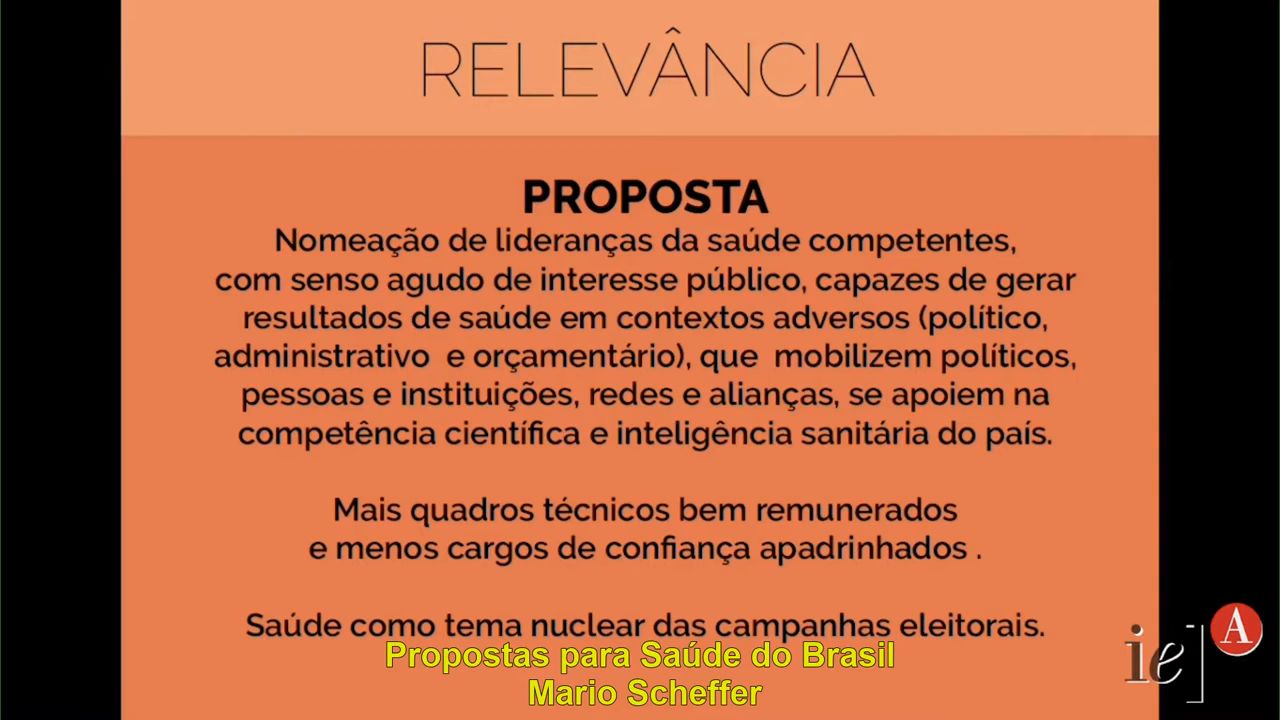 RELEVÂNCIA
PROPOSTA
Nomeação de lideranças da saúde competentes,
com senso agudo de interesse público, capazes de gerar
resultados de saúde em contextos adversos (político,
administrativo e orçamentário), que mobilizem políticos,
pessoas e instituições, redes e alianças, se apoiem na
competência científica e inteligência sanitária do país.
Mais quadros técnicos bem remunerados
e menos cargos de confiança apadrinhados .
Saúde como tema nuclear das campanhas eleitorais.
Propostas para Saúde do Brasil
Mario Scheffer
ie] A